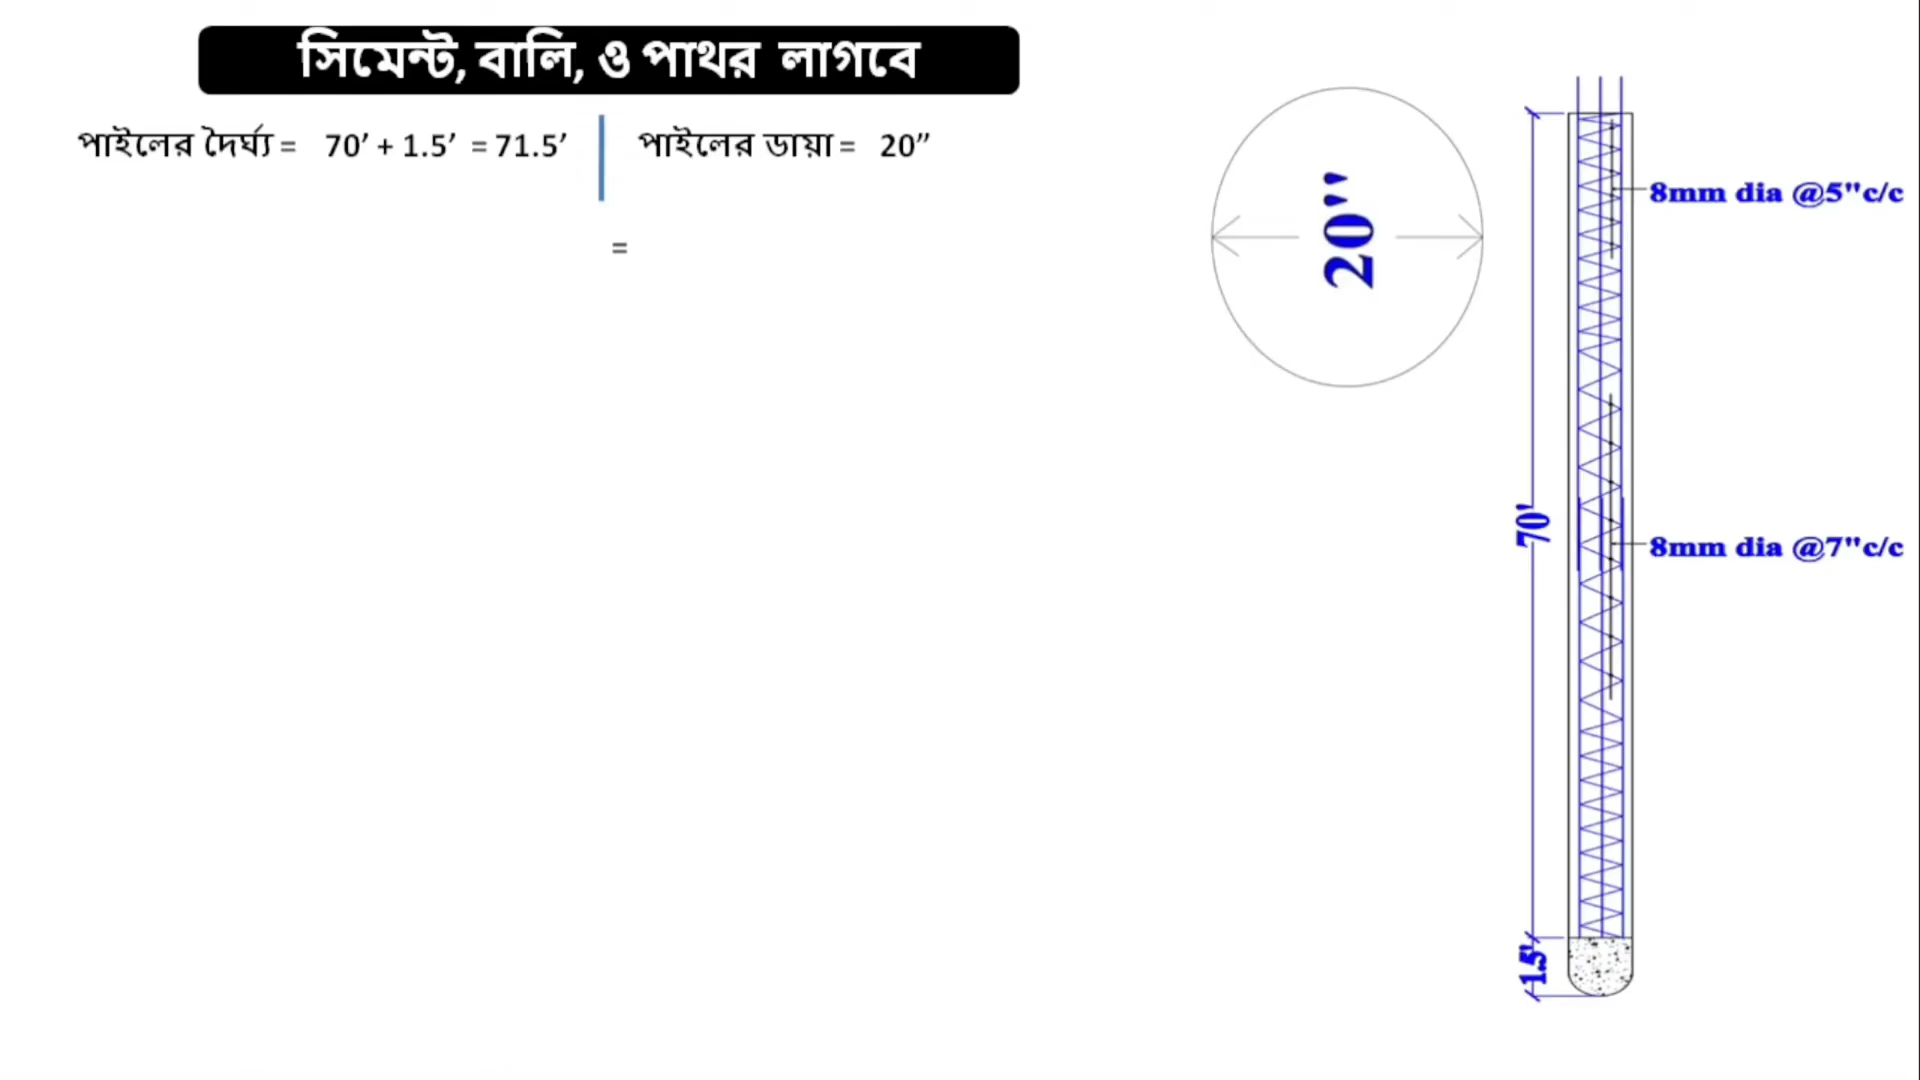 সিমেন্ট, বালি, ও পাথর লাগবে
পাইলের দৈর্ঘ্য = 70’ + 1.5’ = 71.5’
পাইলের ডায়া = 20”
=
20''
8mm dia @5"c/c
70'
8mm dia @7"c/c
1.5'